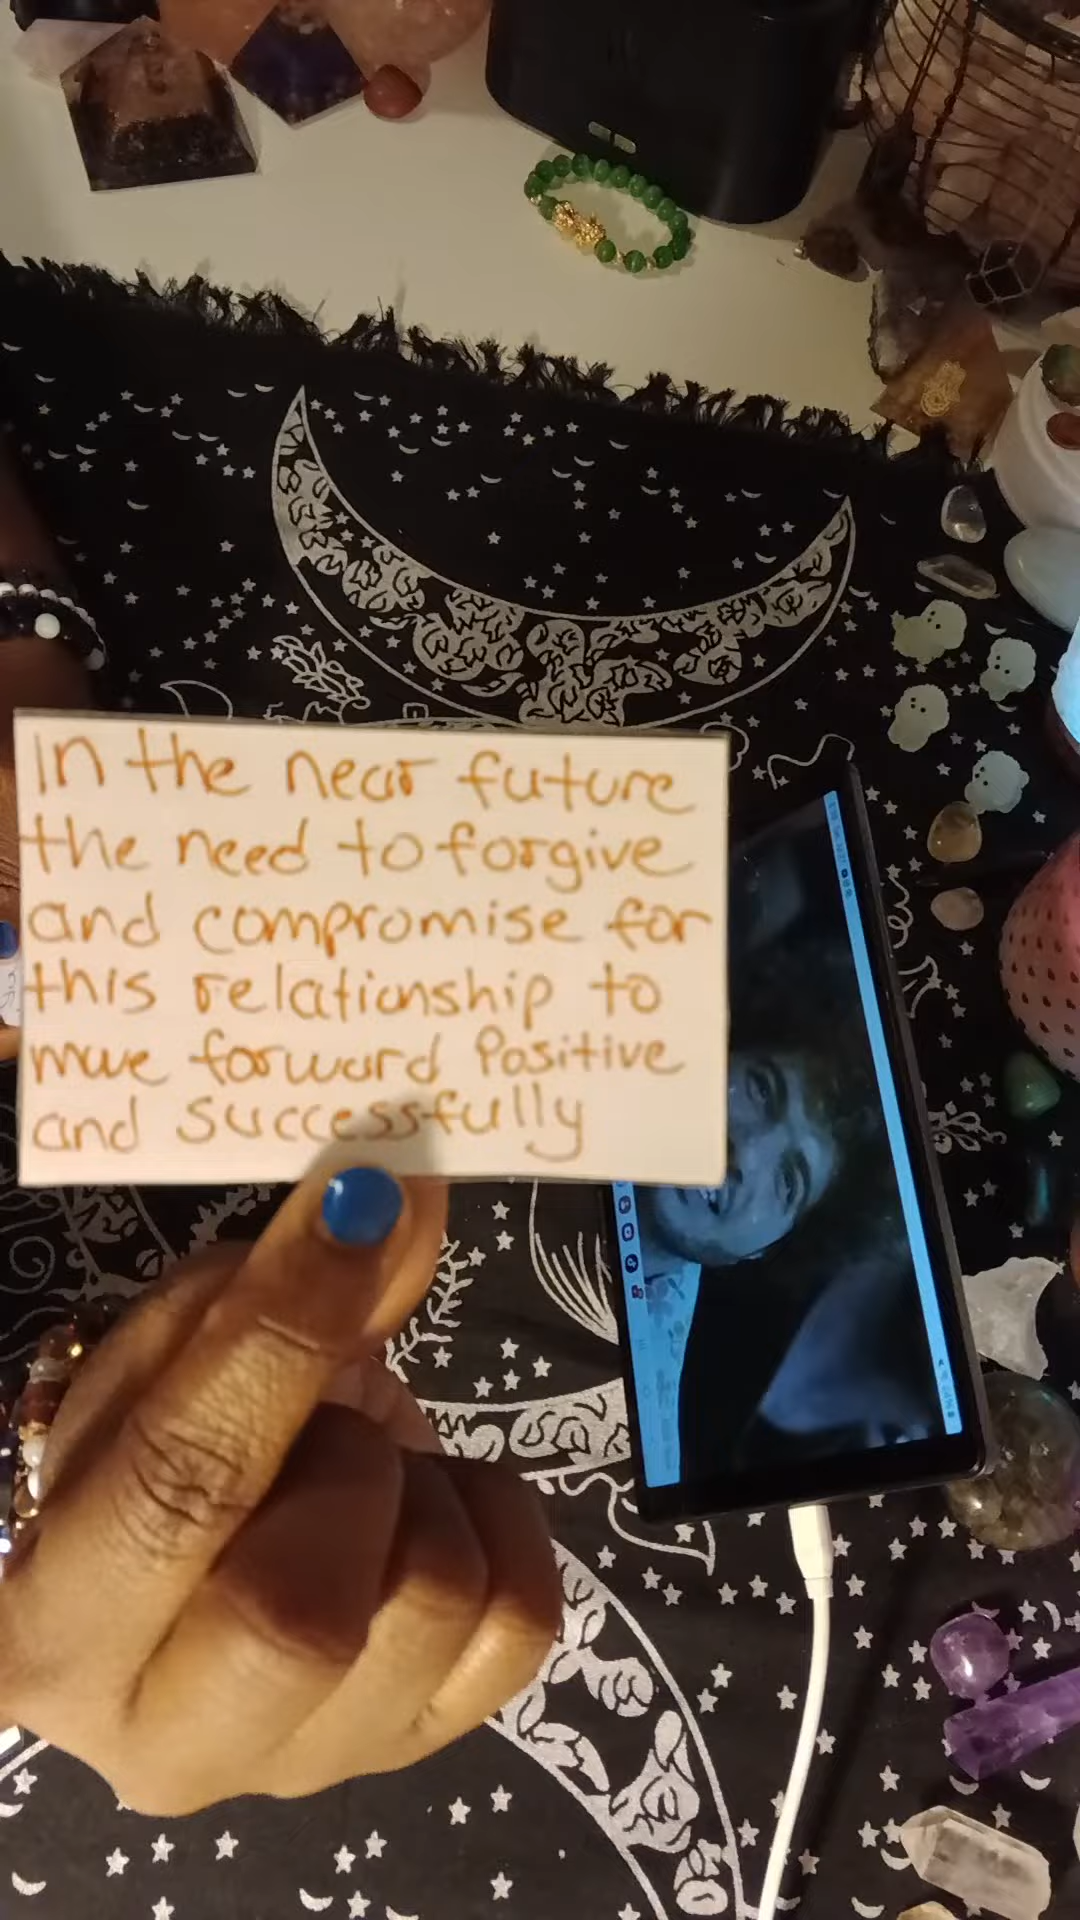 In the near future
the need to forgive
and compromise for
this relationship to
move forward Positive
and successfully